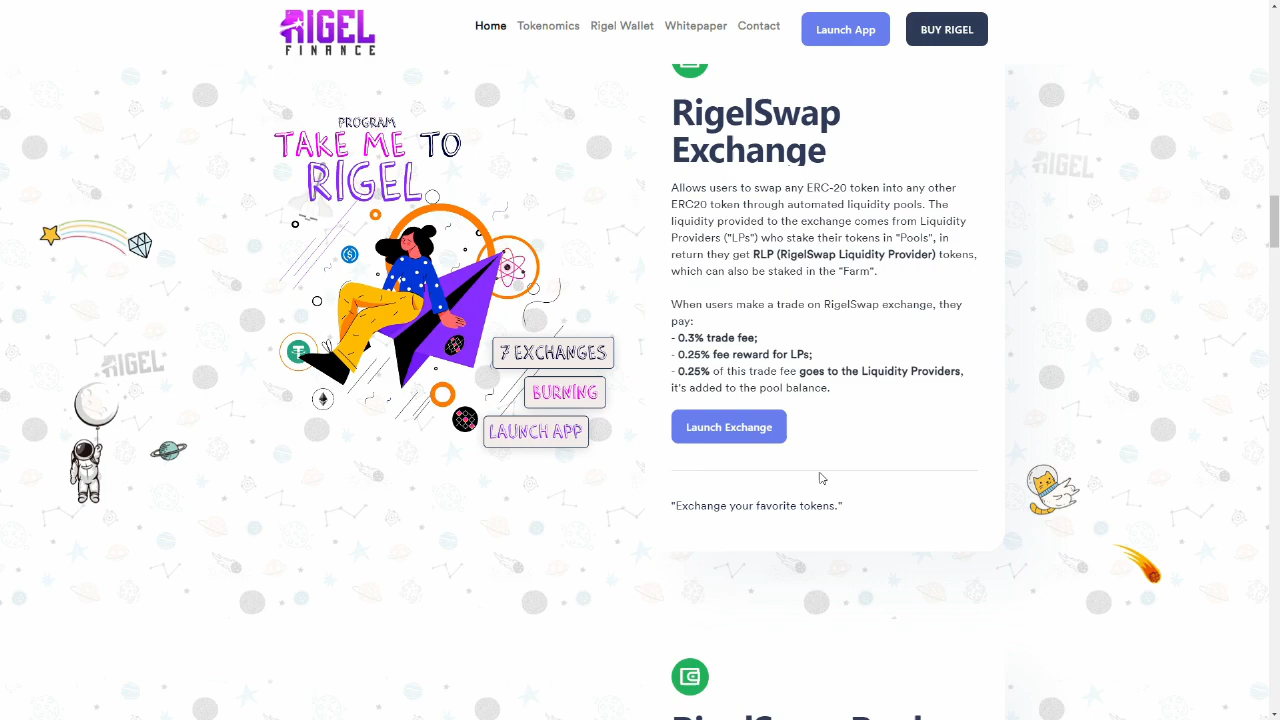 RIGEL
FINANCE
Home Tokenomics Rigel Wallet Whitepaper Contact Launch App BUY RIGEL
PROGRAM
TAKE ME TO
RIGEL
7 EXCHANGES
BURNING
LAUNCH APP
RigelSwap
Exchange
Allows users to swap any ERC-20 token into any other
ERC20 token through automated liquidity pools. The
liquidity provided to the exchange comes from Liquidity
Providers ("LPs") who stake their tokens in "Pools", in
return they get RLP (RigelSwap Liquidity Provider) tokens,
which can also be staked in the "Farm".
When users make a trade on RigelSwap exchange, they
pay:
- 0.3% trade fee;
- 0.25% fee reward for LPs;
- 0.25% of this trade fee goes to the Liquidity Providers,
it's added to the pool balance.
Launch Exchange
"Exchange your favorite tokens."
RIGEL
RIGEL